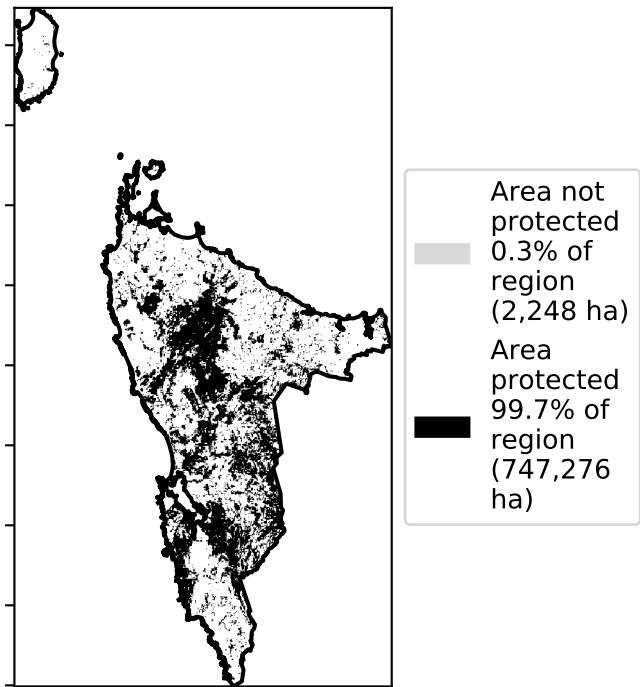 Area not
protected
0.3% of
region
(2,248 ha)
Area
protected
99.7% of
region
(747,276
ha)